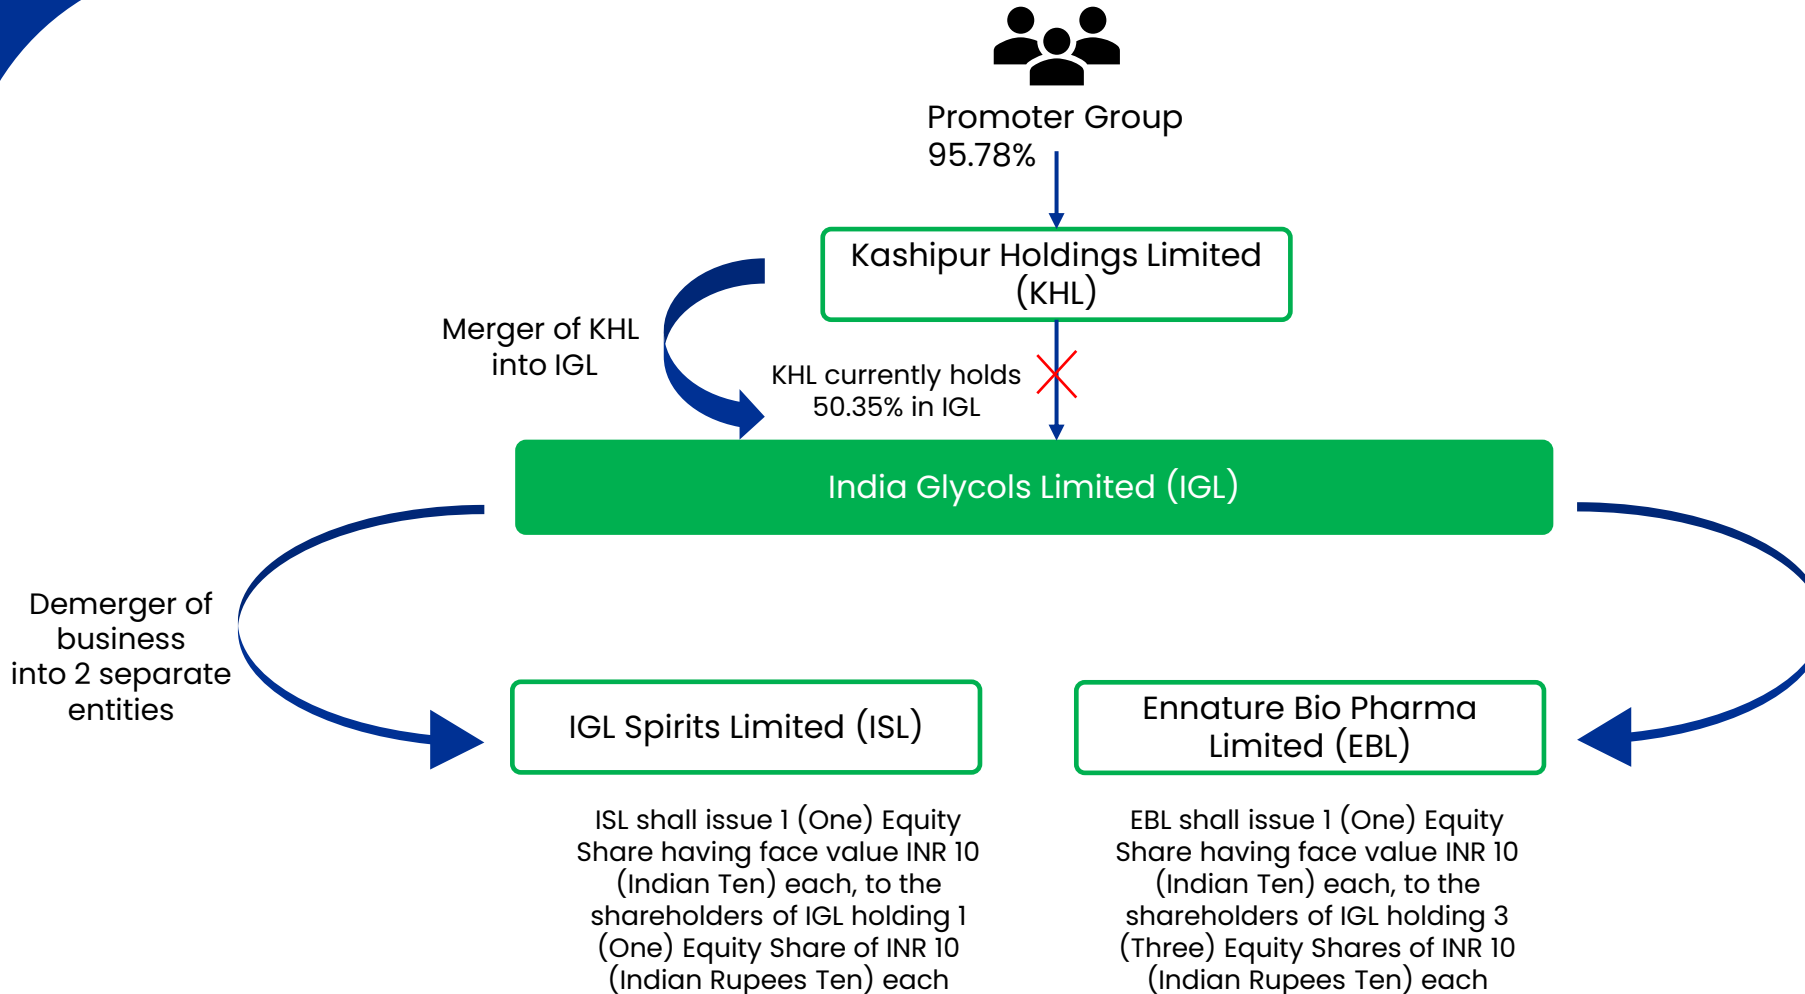 Promoter Group
95.78%
Kashipur Holdings Limited
(KHL)
Merger of KHL
into IGL
KHL currently holds
50.35% in IGL
India Glycols Limited (IGL)
Demerger of
business
into 2 separate
entities
IGL Spirits Limited (ISL)
Ennature Bio Pharma
Limited (EBL)
ISL shall issue 1 (One) Equity
Share having face value INR 10
(Indian Ten) each, to the
shareholders of IGL holding 1
(One) Equity Share of INR 10
(Indian Rupees Ten) each
EBL shall issue 1 (One) Equity
Share having face value INR 10
(Indian Ten) each, to the
shareholders of IGL holding 3
(Three) Equity Shares of INR 10
(Indian Rupees Ten) each